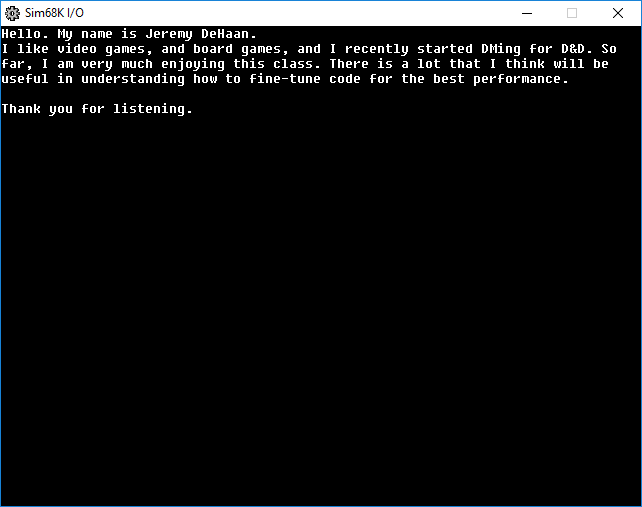 Sim68K I/O
Hello. My name is Jeremy DeHaan.
I like video games, and board games, and I recently started DMing for D&D. So
far, I am very much enjoying this class. There is a lot that I think will be
useful in understanding how to fine-tune code for the best performance.
Thank you for listening.